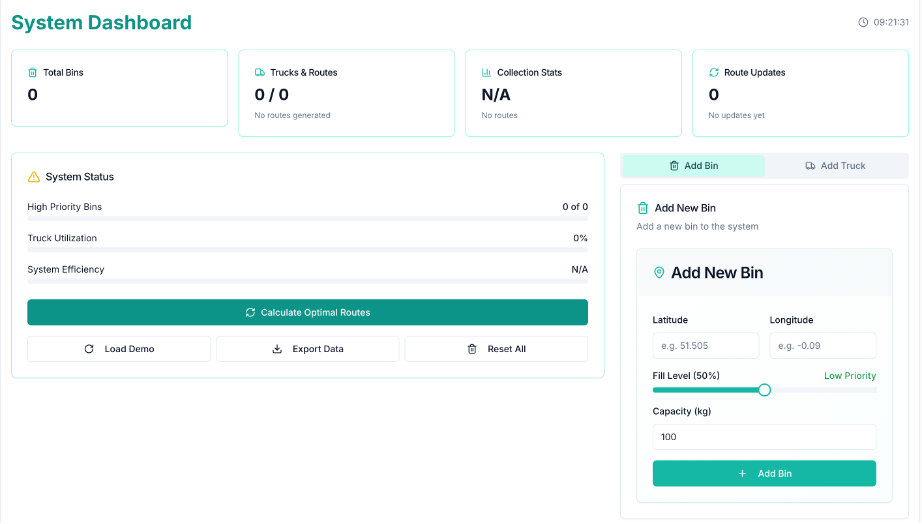 System Dashboard
09:21:31
Total Bins
0
Trucks & Routes
0 / 0
No routes generated
Collection Stats
N/A
No routes
Route Updates
0
No updates yet
System Status
High Priority Bins 0 of 0
Truck Utilization 0%
System Efficiency N/A
Calculate Optimal Routes
Load Demo Export Data Reset All
Add Bin Add Truck
Add New Bin
Add a new bin to the system
Add New Bin
Latitude Longitude
e.g. 51.505 e.g. -0.09
Fill Level (50%) Low Priority
Capacity (kg)
100
+ Add Bin